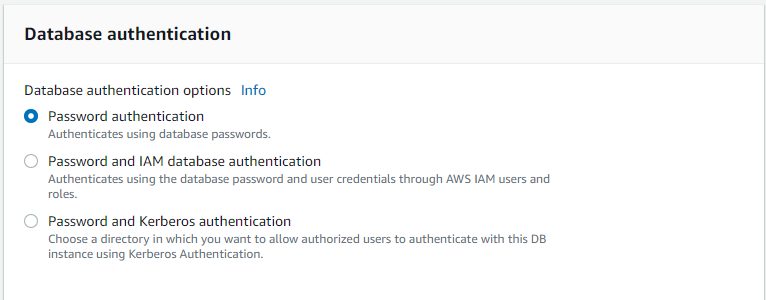 Database authentication
Database authentication options Info
Password authentication
Authenticates using database passwords.
Password and IAM database authentication
Authenticates using the database password and user credentials through AWS IAM users and
roles.
Password and Kerberos authentication
Choose a directory in which you want to allow authorized users to authenticate with this DB
instance using Kerberos Authentication.